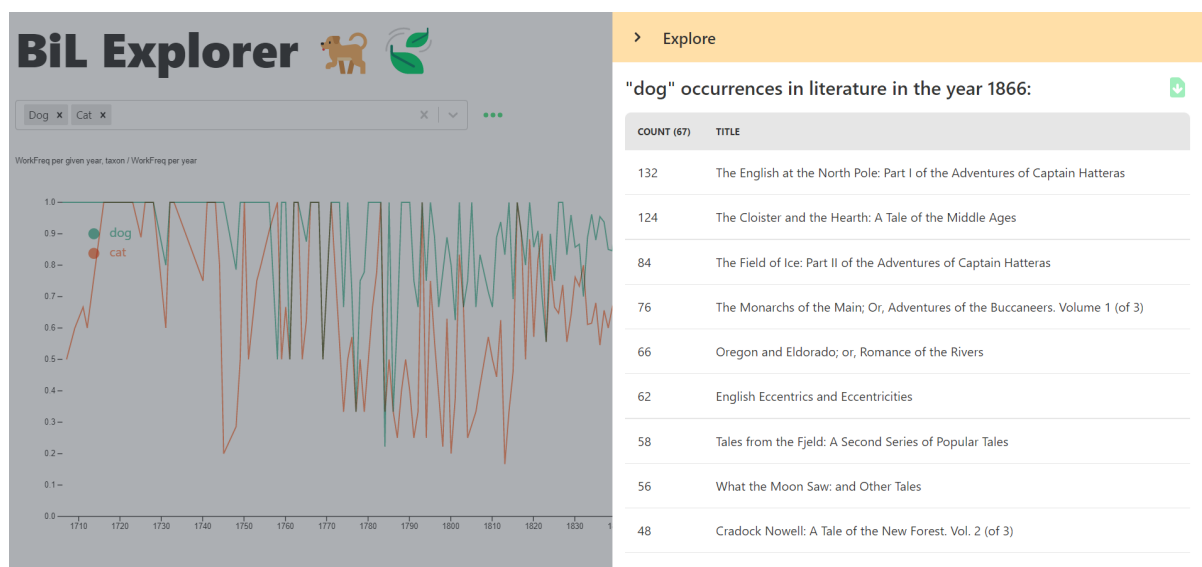 BiL Explorer
Dog x Cat x
WorkFreq per given year, taxon / WorkFreq per year
1.0
0.9
0.8
0.7
0.6
0.5
0.4
0.3
0.2
0.1
0.0
dog
cat
1710 1720 1730 1740 1750 1760 1770 1780 1790 1800 1810 1820 1830 1
Explore
"dog" occurrences in literature in the year 1866:
COUNT (67) TITLE
132 The English at the North Pole: Part I of the Adventures of Captain Hatteras
124 The Cloister and the Hearth: A Tale of the Middle Ages
84 The Field of Ice: Part II of the Adventures of Captain Hatteras
76 The Monarchs of the Main; Or, Adventures of the Buccaneers. Volume 1 (of 3)
66 Oregon and Eldorado; or, Romance of the Rivers
62 English Eccentrics and Eccentricities
58 Tales from the Fjeld: A Second Series of Popular Tales
56 What the Moon Saw: and Other Tales
48 Cradock Nowell: A Tale of the New Forest. Vol. 2 (of 3)